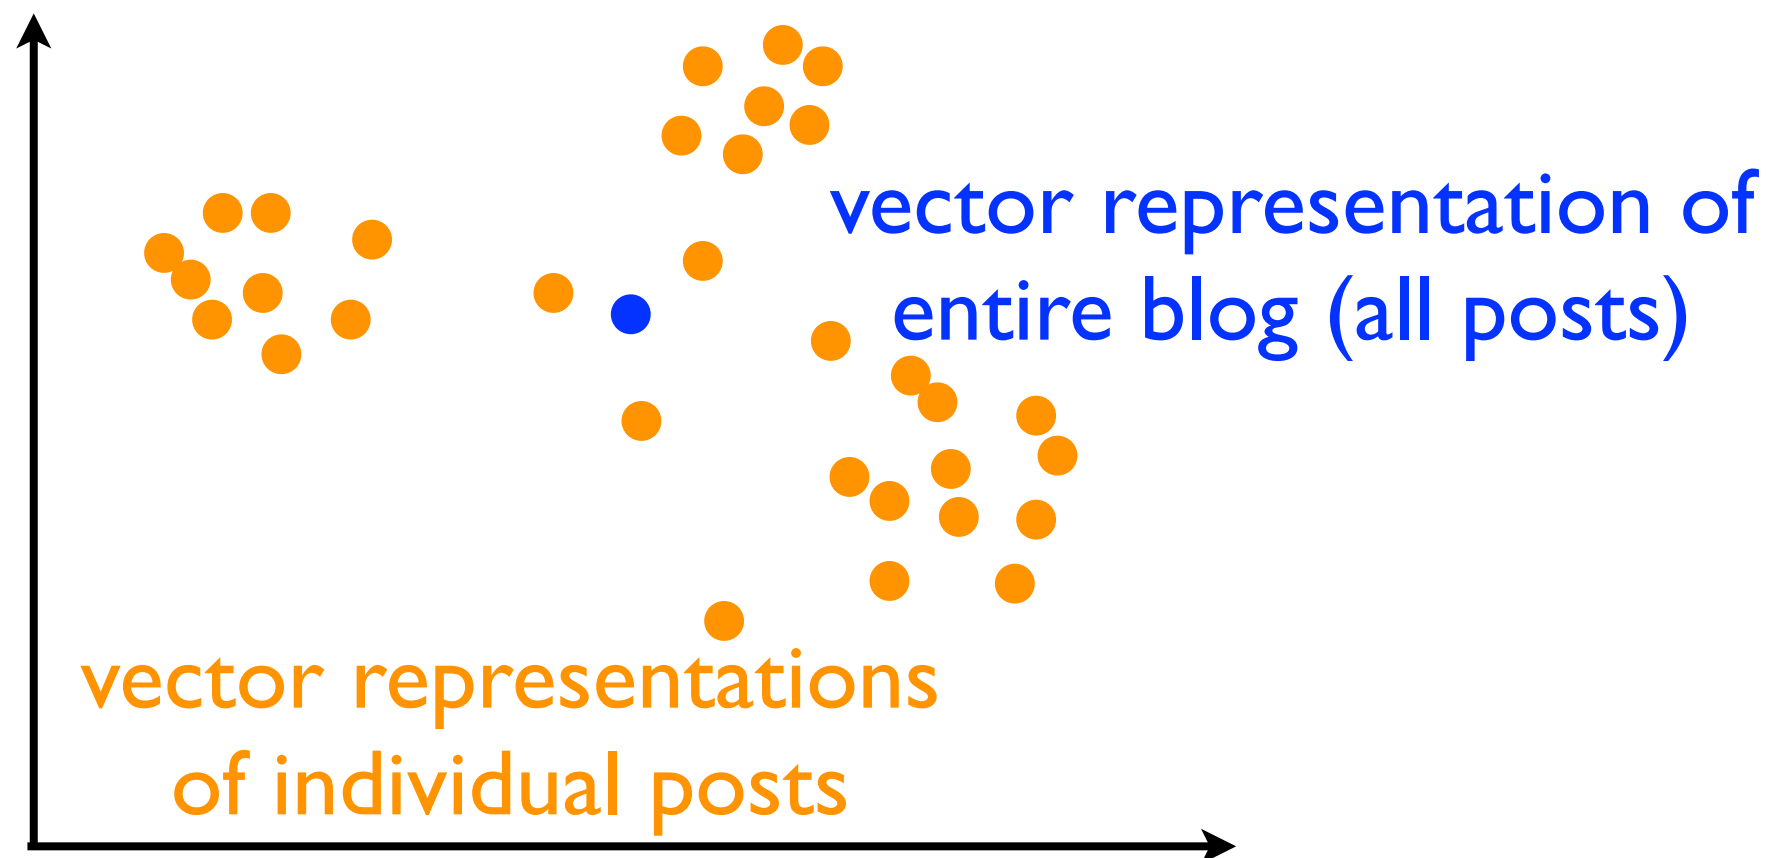 vector representation of
entire blog (all posts)
vector representations
of individual posts